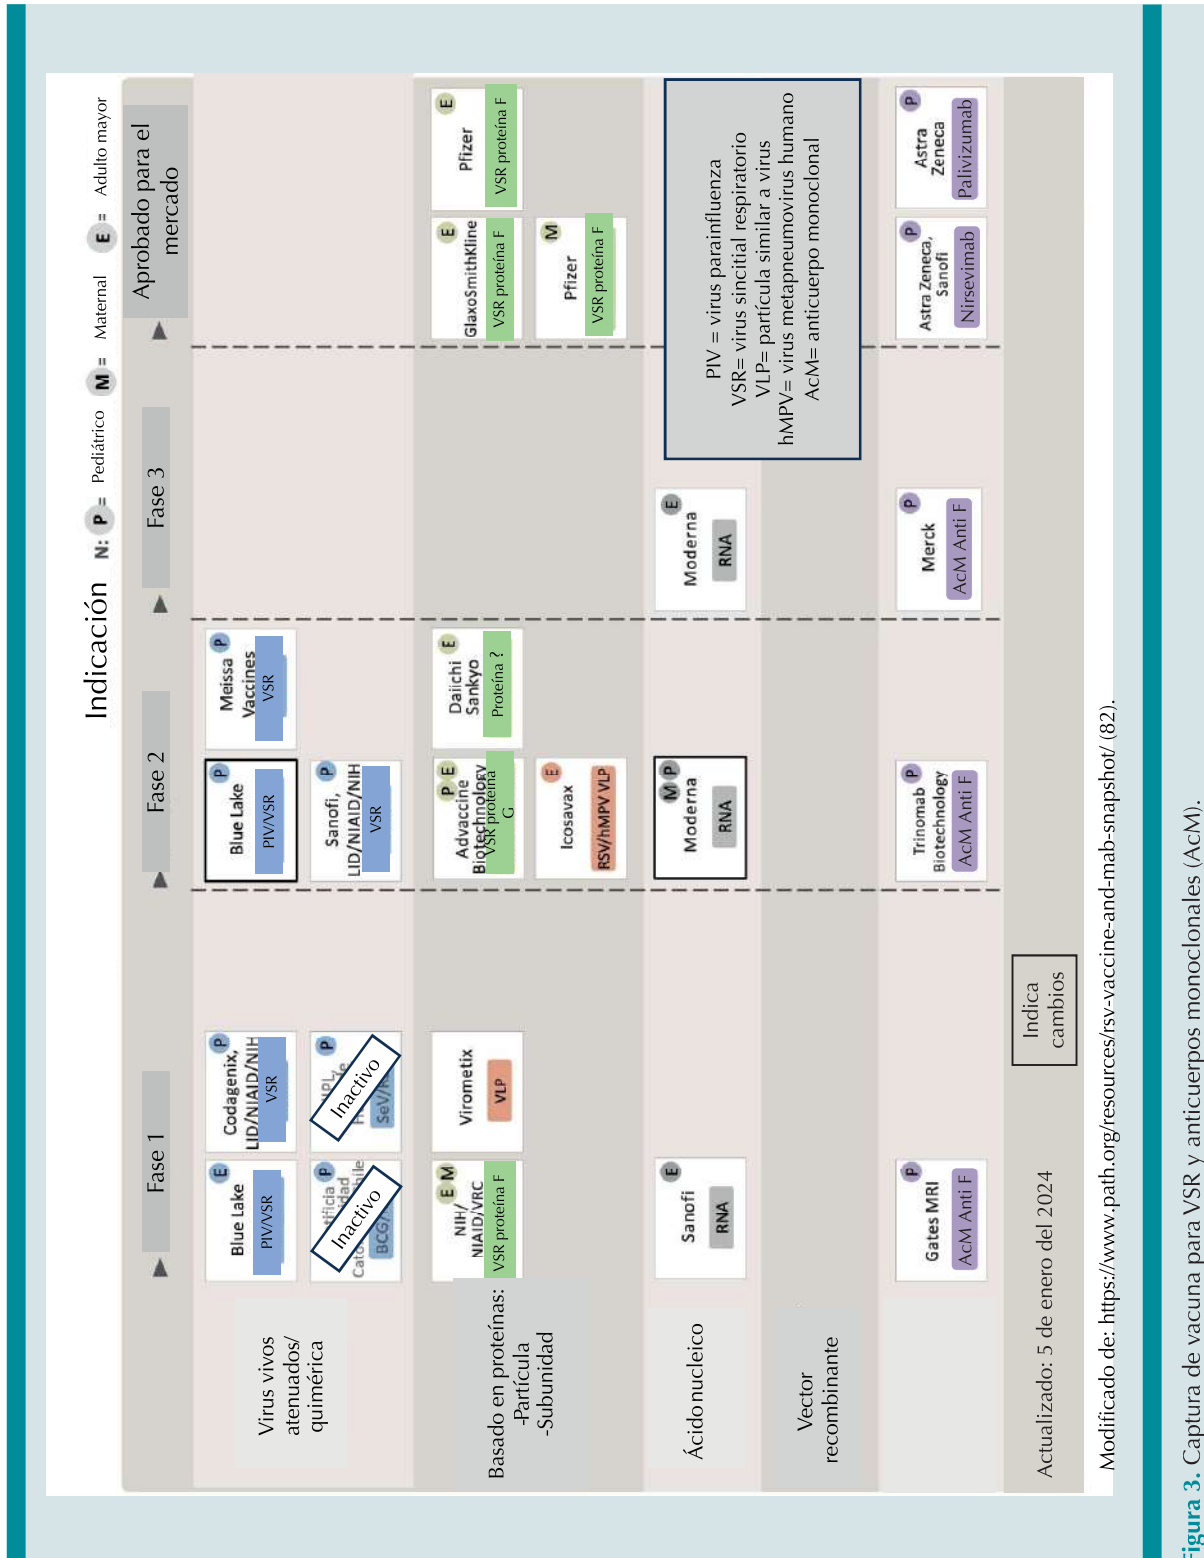 Indicación N: P = Pediátrico M = Maternal E = Adulto mayor
Fase 1
Fase 2
Fase 3
Aprobado para el
mercado
Virus vivos
atenuados/
quimérica
Blue Lake
E
PIV/VSR
Codagenix,
LID/NIAID/NIH
P
VSR
Blue Lake
P
PIV/VSR
Meissa
Vaccines
P
VSR
P
Inactivo
P
Inactivo
Sanofi,
LID/NIAID/NIH
P
VSR
Basado en proteínas:
-Partícula
-Subunidad
NIH/
NIAID/VRC
E M
VSR proteína F
Virometix
VLP
Advaccine
Biotechnology
P E
VSR proteína
G
Daiichi
Sankyo
E
Proteína ?
GlaxoSmithKline
E
VSR proteína F
Pfizer
E
VSR proteína F
Icosavax
E
RSV/hMPV VLP
Pfizer
M
VSR proteína F
Ácido nucleico
Sanofi
E
RNA
Moderna
M P
RNA
Moderna
E
RNA
PIV = virus parainfluenza
VSR= virus sincitial respiratorio
VLP= partícula similar a virus
hMPV= virus metapneumovirus humano
AcM= anticuerpo monoclonal
Vector
recombinante
Gates MRI
P
AcM Anti F
Trinomab
Biotechnology
P
AcM Anti F
Merck
P
AcM Anti F
Astra Zeneca,
Sanofi
P
Nirsevimab
Astra
Zeneca
P
Palivizumab
Actualizado: 5 de enero del 2024
Indica
cambios
Modificado de: https://www.path.org/resources/rsv-vaccine-and-mab-snapshot/ (82).
Figura 3. Captura de vacuna para VSR y anticuerpos monoclonales (AcM).